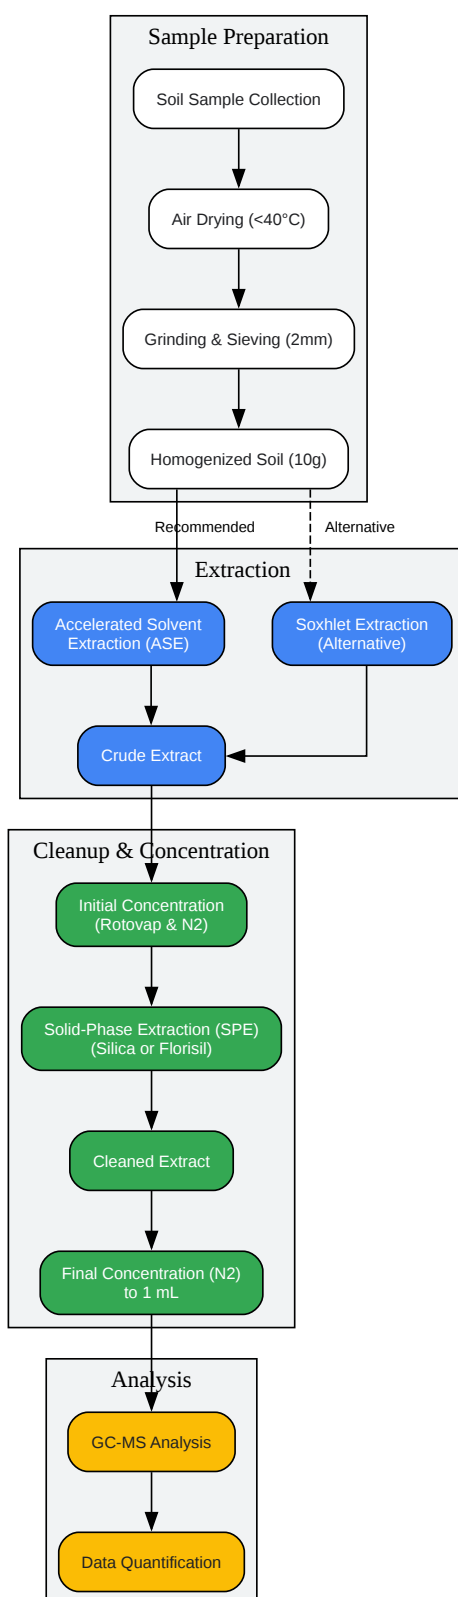 Sample Preparation
Soil Sample Collection
Air Drying (<40°C)
Grinding & Sieving (2mm)
Homogenized Soil (10g)
Recommended
Alternative
Extraction
Accelerated Solvent
Extraction (ASE)
Soxhlet Extraction
(Alternative)
Crude Extract
Cleanup & Concentration
Initial Concentration
(Rotovap & N2)
Solid-Phase Extraction (SPE)
(Silica or Florisil)
Cleaned Extract
Final Concentration (N2)
to 1 mL
Analysis
GC-MS Analysis
Data Quantification